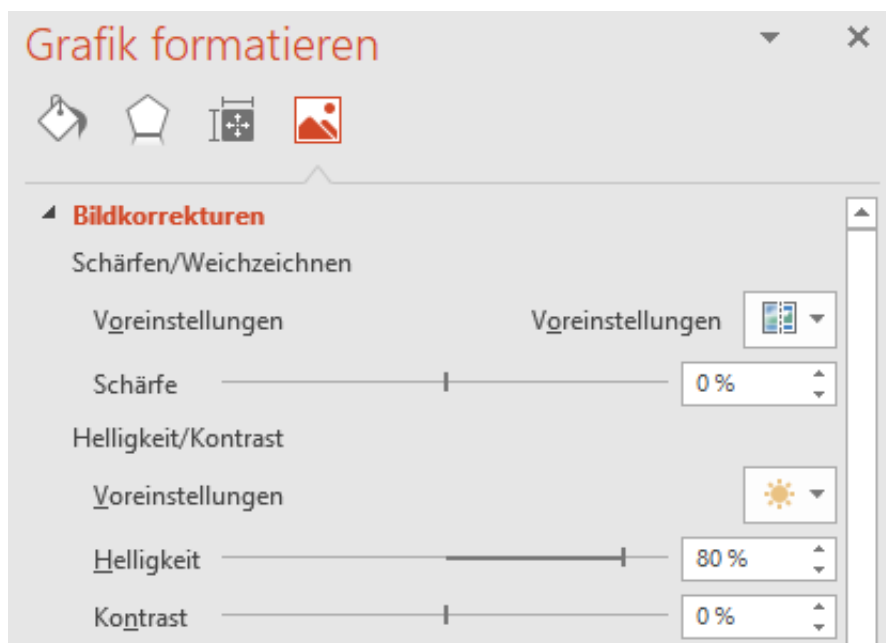 Grafik formatieren
Bildkorrekturen
Schärfen/Weichzeichnen
Voreinstellungen Voreinstellungen
Schärfe 0 %
Helligkeit/Kontrast
Voreinstellungen
Helligkeit 80 %
Kontrast 0 %